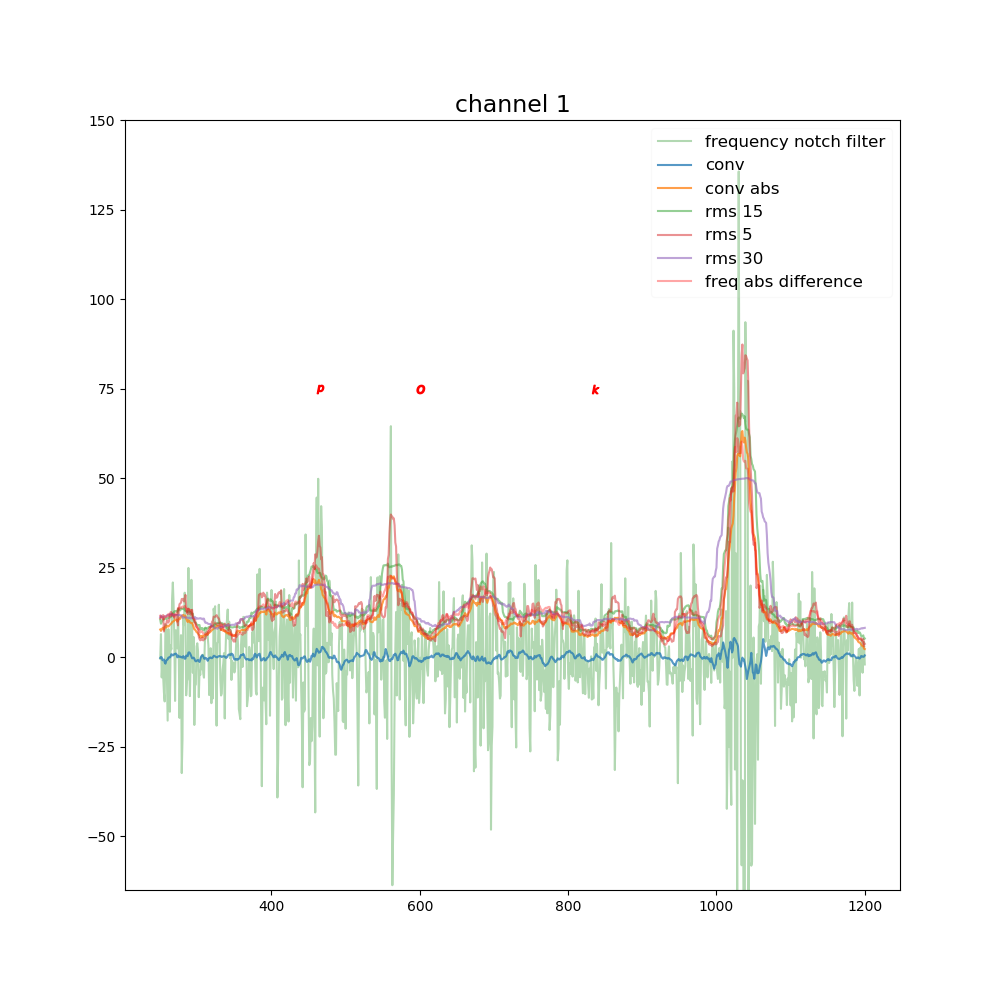 channel 1
150
125
100
75
50
25
0
−25
−50
frequency notch filter
conv
conv abs
rms 15
rms 5
rms 30
freq abs difference
P O k
400 600 800 1000 1200